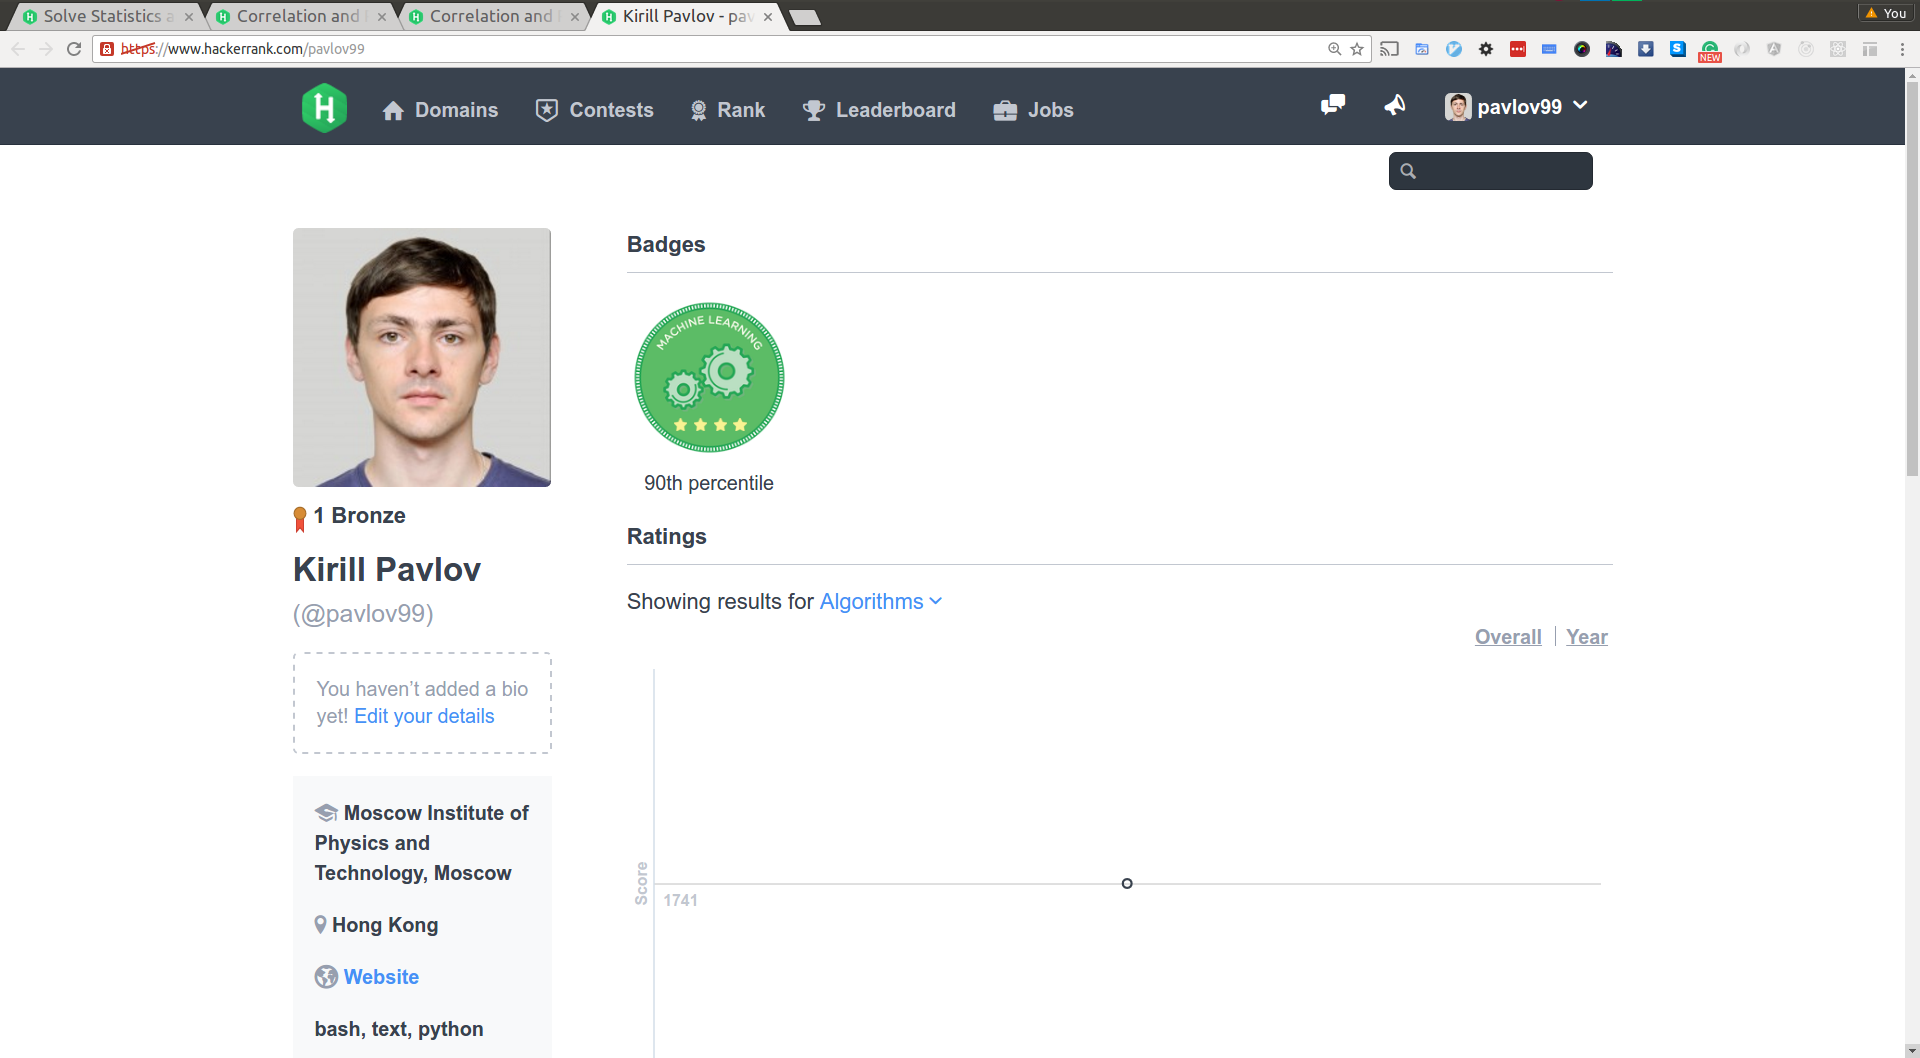 Solve Statistics a
Correlation and
Correlation and
Kirill Pavlov - pav
You
https://www.hackerrank.com/pavlov99
NEW
H
Domains
Contests
Rank
Leaderboard
Jobs
pavlov99
Badges
MACHINE LEARNING
90th percentile
1 Bronze
Ratings
Kirill Pavlov
(@pavlov99)
Showing results for Algorithms
Overall
Year
You haven't added a bio
yet! Edit your details
Moscow Institute of
Physics and
Technology, Moscow
Score
1741
Hong Kong
Website
bash, text, python